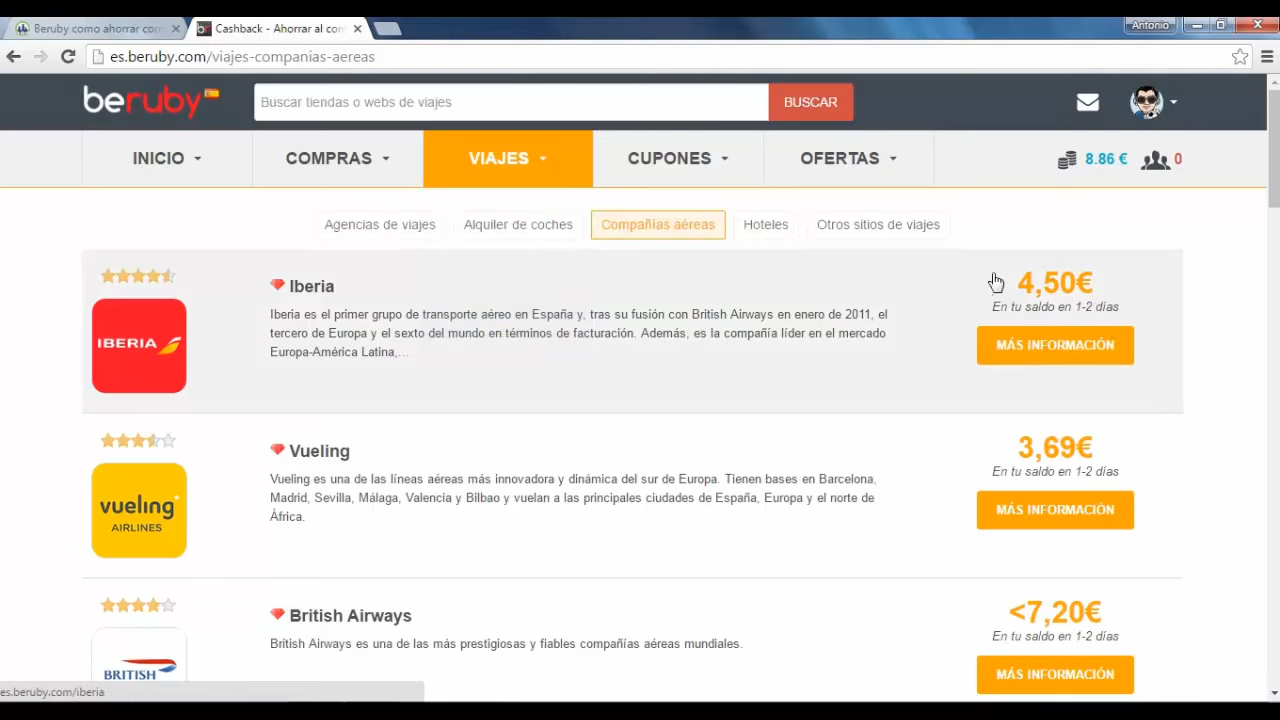 Beruby como ahorrar com
Cashback - Ahorrar al con
Antonio
es.beruby.com/viajes-companias-aereas
beruby
Buscar tiendas o webs de viajes
BUSCAR
INICIO
COMPRAS
VIAJES
CUPONES
OFERTAS
8.86 €
0
Agencias de viajes
Alquiler de coches
Compañías aéreas
Hoteles
Otros sitios de viajes
Iberia
4,50€
Iberia es el primer grupo de transporte aéreo en España y, tras su fusión con British Airways en enero de 2011, el
En tu saldo en 1-2 días
tercero de Europa y el sexto del mundo en términos de facturación. Además, es la compañía líder en el mercado
IBERIA
MÁS INFORMACIÓN
Europa-América Latina,...
Vueling
3,69€
Vueling es una de las líneas aéreas más innovadora y dinámica del sur de Europa. Tienen bases en Barcelona,
En tu saldo en 1-2 días
Madrid, Sevilla, Málaga, Valencia y Bilbao y vuelan a las principales ciudades de España, Europa y el norte de
vueling
AIRLINES
MÁS INFORMACIÓN
África.
British Airways
<7,20€
British Airways es una de las más prestigiosos y fiables compañías aéreas mundiales.
En tu saldo en 1-2 días
BRITISH
MÁS INFORMACIÓN
es.beruby.com/iberia